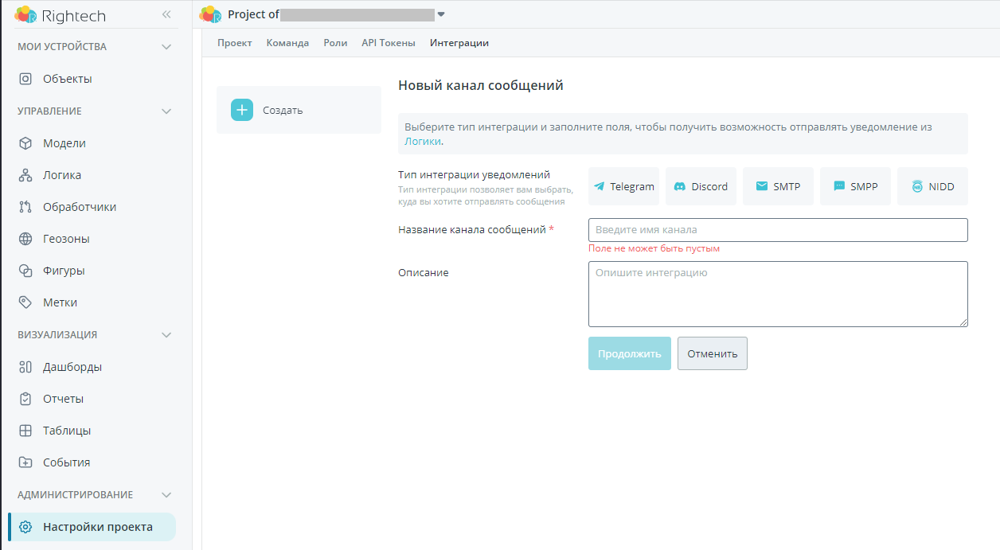 Rightech
МОИ УСТРОЙСТВА
Объекты
УПРАВЛЕНИЕ
Модели
Логика
Обработчики
Геозоны
Фигуры
Метки
ВИЗУАЛИЗАЦИЯ
Дашборды
Отчеты
Таблицы
События
АДМИНИСТРИРОВАНИЕ
Настройки проекта
Project of
Проект Команда Роли API Токены Интеграции
Создать
Новый канал сообщений
Выберите тип интеграции и заполните поля, чтобы получить возможность отправлять уведомление из
Логики.
Тип интеграции уведомлений
Тип интеграции позволяет вам выбрать,
куда вы хотите отправлять сообщения
Telegram Discord SMTP SMPP NIDD
Название канала сообщений *
Введите имя канала
Поле не может быть пустым
Описание
Опишите интеграцию
Продолжить Отменить